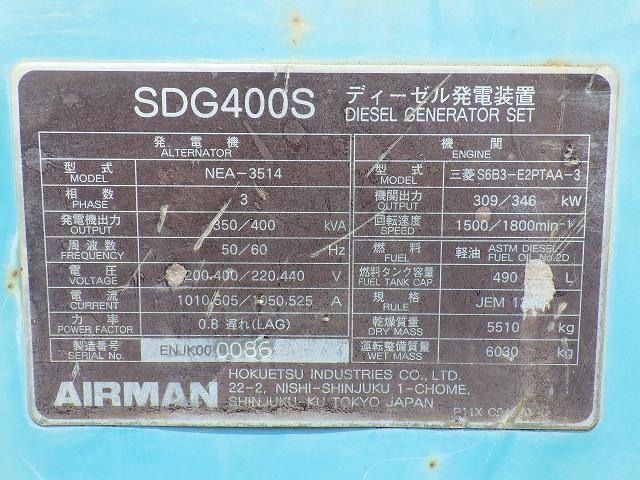 SDG400S ディーゼル発電装置
DIESEL GENERATOR SET
発電機
ALTERNATOR
型式 NEA-3514
MODEL
相数 3
PHASE
発電機出力 350/400 kVA
OUTPUT
周波数 50/60 Hz
FREQUENCY
電圧 200.400/220.440 V
VOLTAGE
電流 1010.505/1050.525 A
CURRENT
力率 0.8 遅れ(LAG)
POWER FACTOR
製造番号 ENJK00 0086
SERIAL No.
機関
ENGINE
型式 三菱 S6B3-E2PTAA-3
MODEL
機関出力 309/346 kW
OUTPUT
回転速度 1500/1800min-1
SPEED
燃料 軽油 ASTM DIESEL
FUEL FUEL OIL No.2D
燃料タンク容量 490 L
FUEL TANK CAP.
規格 JEM
RULE
乾燥質量 5510 kg
DRY MASS
運転整備質量 6030 kg
WET MASS
AIRMAN
HOKUETSU INDUSTRIES CO., LTD.
22-2, NISHI-SHINJUKU 1-CHOME,
SHINJUKU-KU TOKYO JAPAN